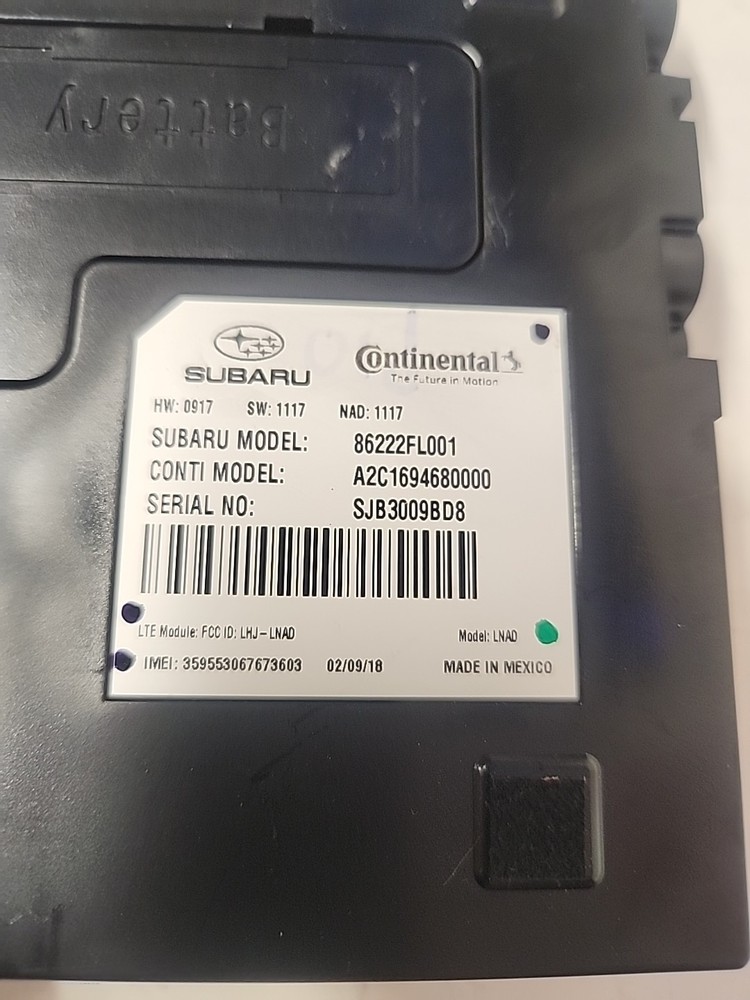 Battery
SUBARU
Continental
The Future in Motion
HW: 0917 SW: 1117 NAD: 1117
SUBARU MODEL: 86222FL001
CONTI MODEL: A2C1694680000
SERIAL NO: SJB3009BD8
LTE Module: FCC ID: LHJ-LNAD Model: LNAD
IMEI: 359553067673603 02/09/18 MADE IN MEXICO